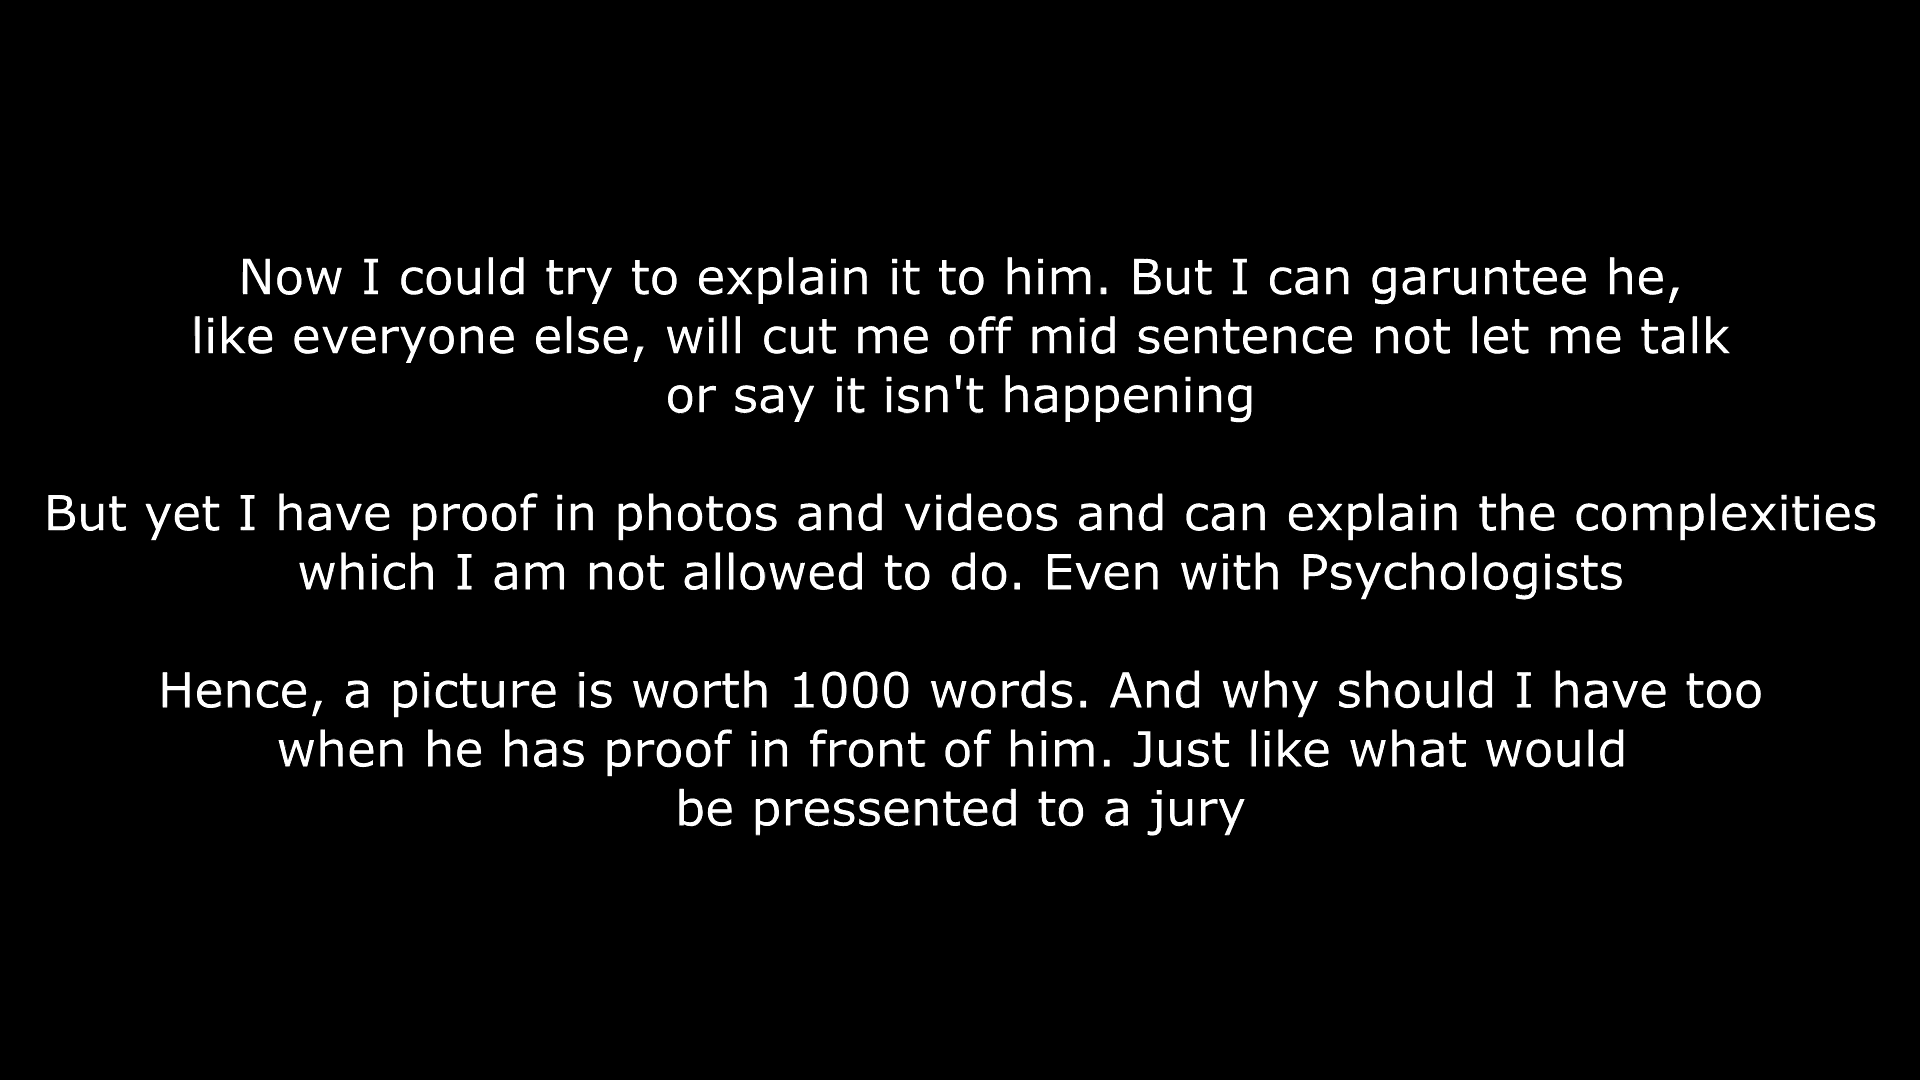 Now I could try to explain it to him. But I can garuntee he,
like everyone else, will cut me off mid sentence not let me talk
or say it isn't happening
But yet I have proof in photos and videos and can explain the complexities
which I am not allowed to do. Even with Psychologists
Hence, a picture is worth 1000 words. And why should I have too
when he has proof in front of him. Just like what would
be pressented to a jury